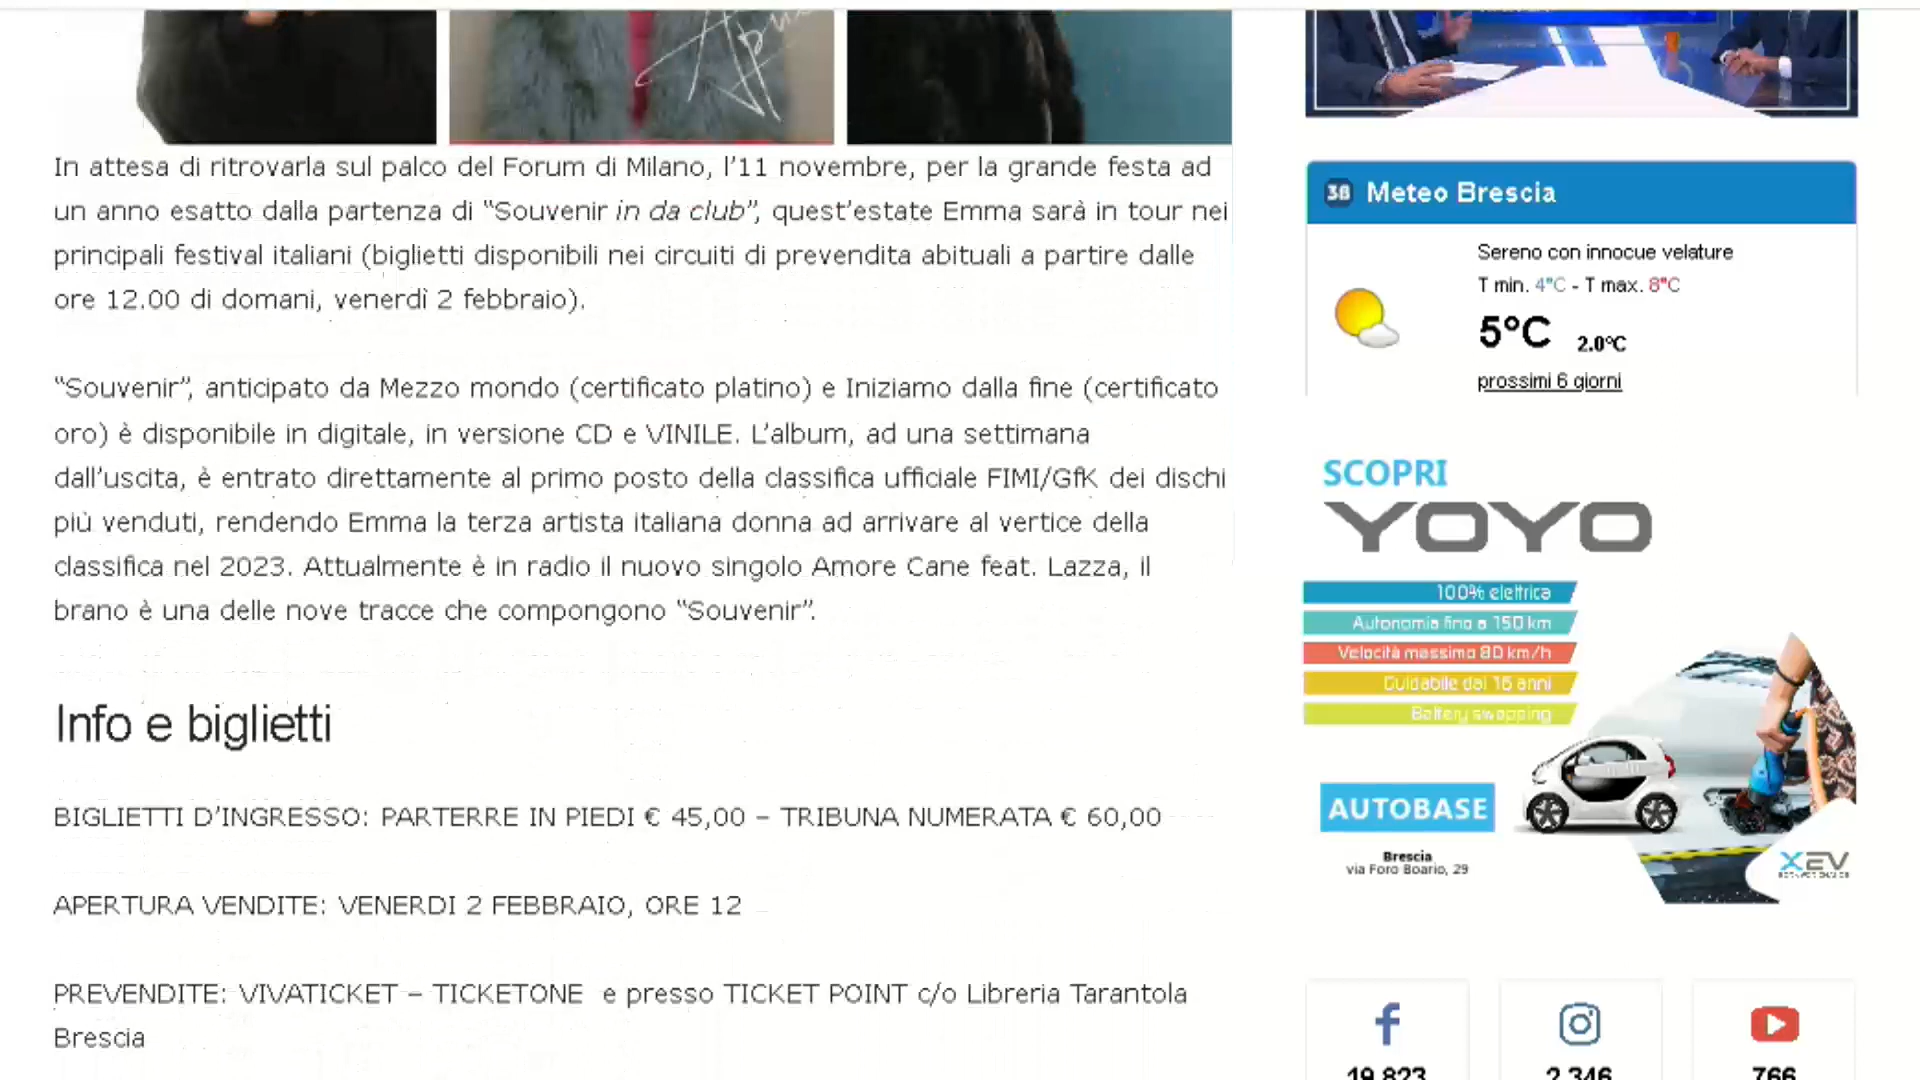 In attesa di ritrovarla sul palco del Forum di Milano, l’11 novembre, per la grande festa ad
un anno esatto dalla partenza di “Souvenir in da club”, quest’estate Emma sarà in tour nei
principali festival italiani (biglietti disponibili nei circuiti di prevendita abituali a partire dalle
ore 12.00 di domani, venerdì 2 febbraio).
“Souvenir”, anticipato da Mezzo mondo (certificato platino) e Iniziamo dalla fine (certificato
oro) è disponibile in digitale, in versione CD e VINILE. L’album, ad una settimana
dall’uscita, è entrato direttamente al primo posto della classifica ufficiale FIMI/GfK dei dischi
più venduti, rendendo Emma la terza artista italiana donna ad arrivare al vertice della
classifica nel 2023. Attualmente è in radio il nuovo singolo Amore Cane feat. Lazza, il
brano è una delle nove tracce che compongono “Souvenir”.
Info e biglietti
BIGLIETTI D’INGRESSO: PARTERRE IN PIEDI € 45,00 – TRIBUNA NUMERATA € 60,00
APERTURA VENDITE: VENERDI 2 FEBBRAIO, ORE 12
PREVENDITE: VIVATICKET – TICKETONE e presso TICKET POINT c/o Libreria Tarantola
Brescia
Meteo Brescia
Sereno con innocue velature
T min. 4°C - T max. 8°C
5°C 2.0°C
prossimi 6 giorni
SCOPRI
YOYO
100% elettrica
Autonomia fino a 150 km
Velocità massimo 80 km/h
Guidabile dai 16 anni
Battery swapping
AUTOBASE
Brescia
via Foro Boario, 29
XEV
19.823
2.346
766